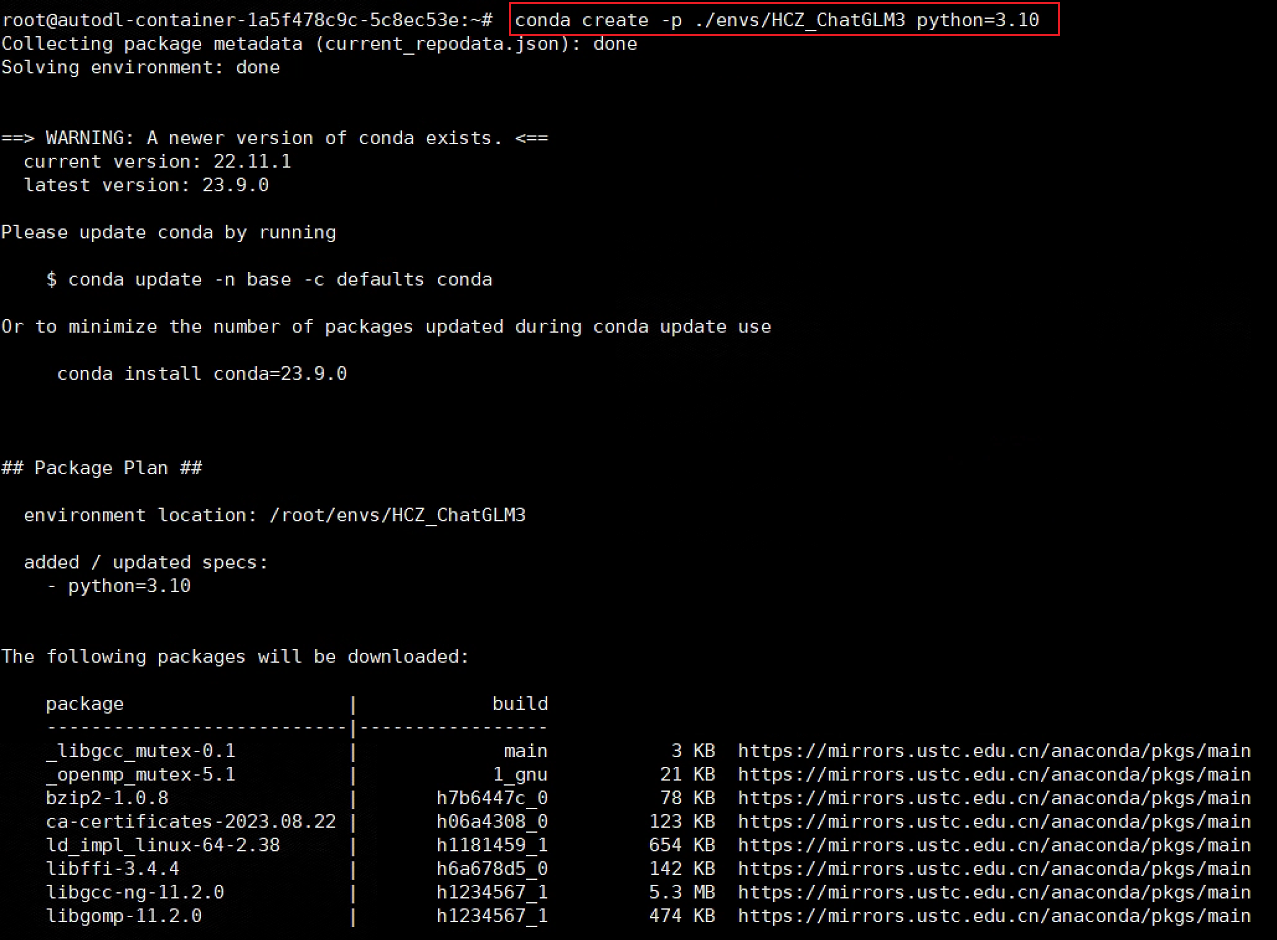 root@autodl-container-1a5f478c9c-5c8ec53e:~# conda create -p ./envs/HCZ_ChatGLM3 python=3.10
Collecting package metadata (current_repodata.json): done
Solving environment: done
==> WARNING: A newer version of conda exists. <==
current version: 22.11.1
latest version: 23.9.0
Please update conda by running
$ conda update -n base -c defaults conda
Or to minimize the number of packages updated during conda update use
conda install conda=23.9.0
## Package Plan ##
environment location: /root/envs/HCZ_ChatGLM3
added / updated specs:
- python=3.10
The following packages will be downloaded:
package | build
---------------------------|-----------------
_libgcc_mutex-0.1 | main 3 KB https://mirrors.ustc.edu.cn/anaconda/pkgs/main
_openmp_mutex-5.1 | 1_gnu 21 KB https://mirrors.ustc.edu.cn/anaconda/pkgs/main
bzip2-1.0.8 | h7b6447c_0 78 KB https://mirrors.ustc.edu.cn/anaconda/pkgs/main
ca-certificates-2023.08.22 | h06a4308_0 123 KB https://mirrors.ustc.edu.cn/anaconda/pkgs/main
ld_impl_linux-64-2.38 | h1181459_1 654 KB https://mirrors.ustc.edu.cn/anaconda/pkgs/main
libffi-3.4.4 | h6a678d5_0 142 KB https://mirrors.ustc.edu.cn/anaconda/pkgs/main
libgcc-ng-11.2.0 | h1234567_1 5.3 MB https://mirrors.ustc.edu.cn/anaconda/pkgs/main
libgomp-11.2.0 | h1234567_1 474 KB https://mirrors.ustc.edu.cn/anaconda/pkgs/main